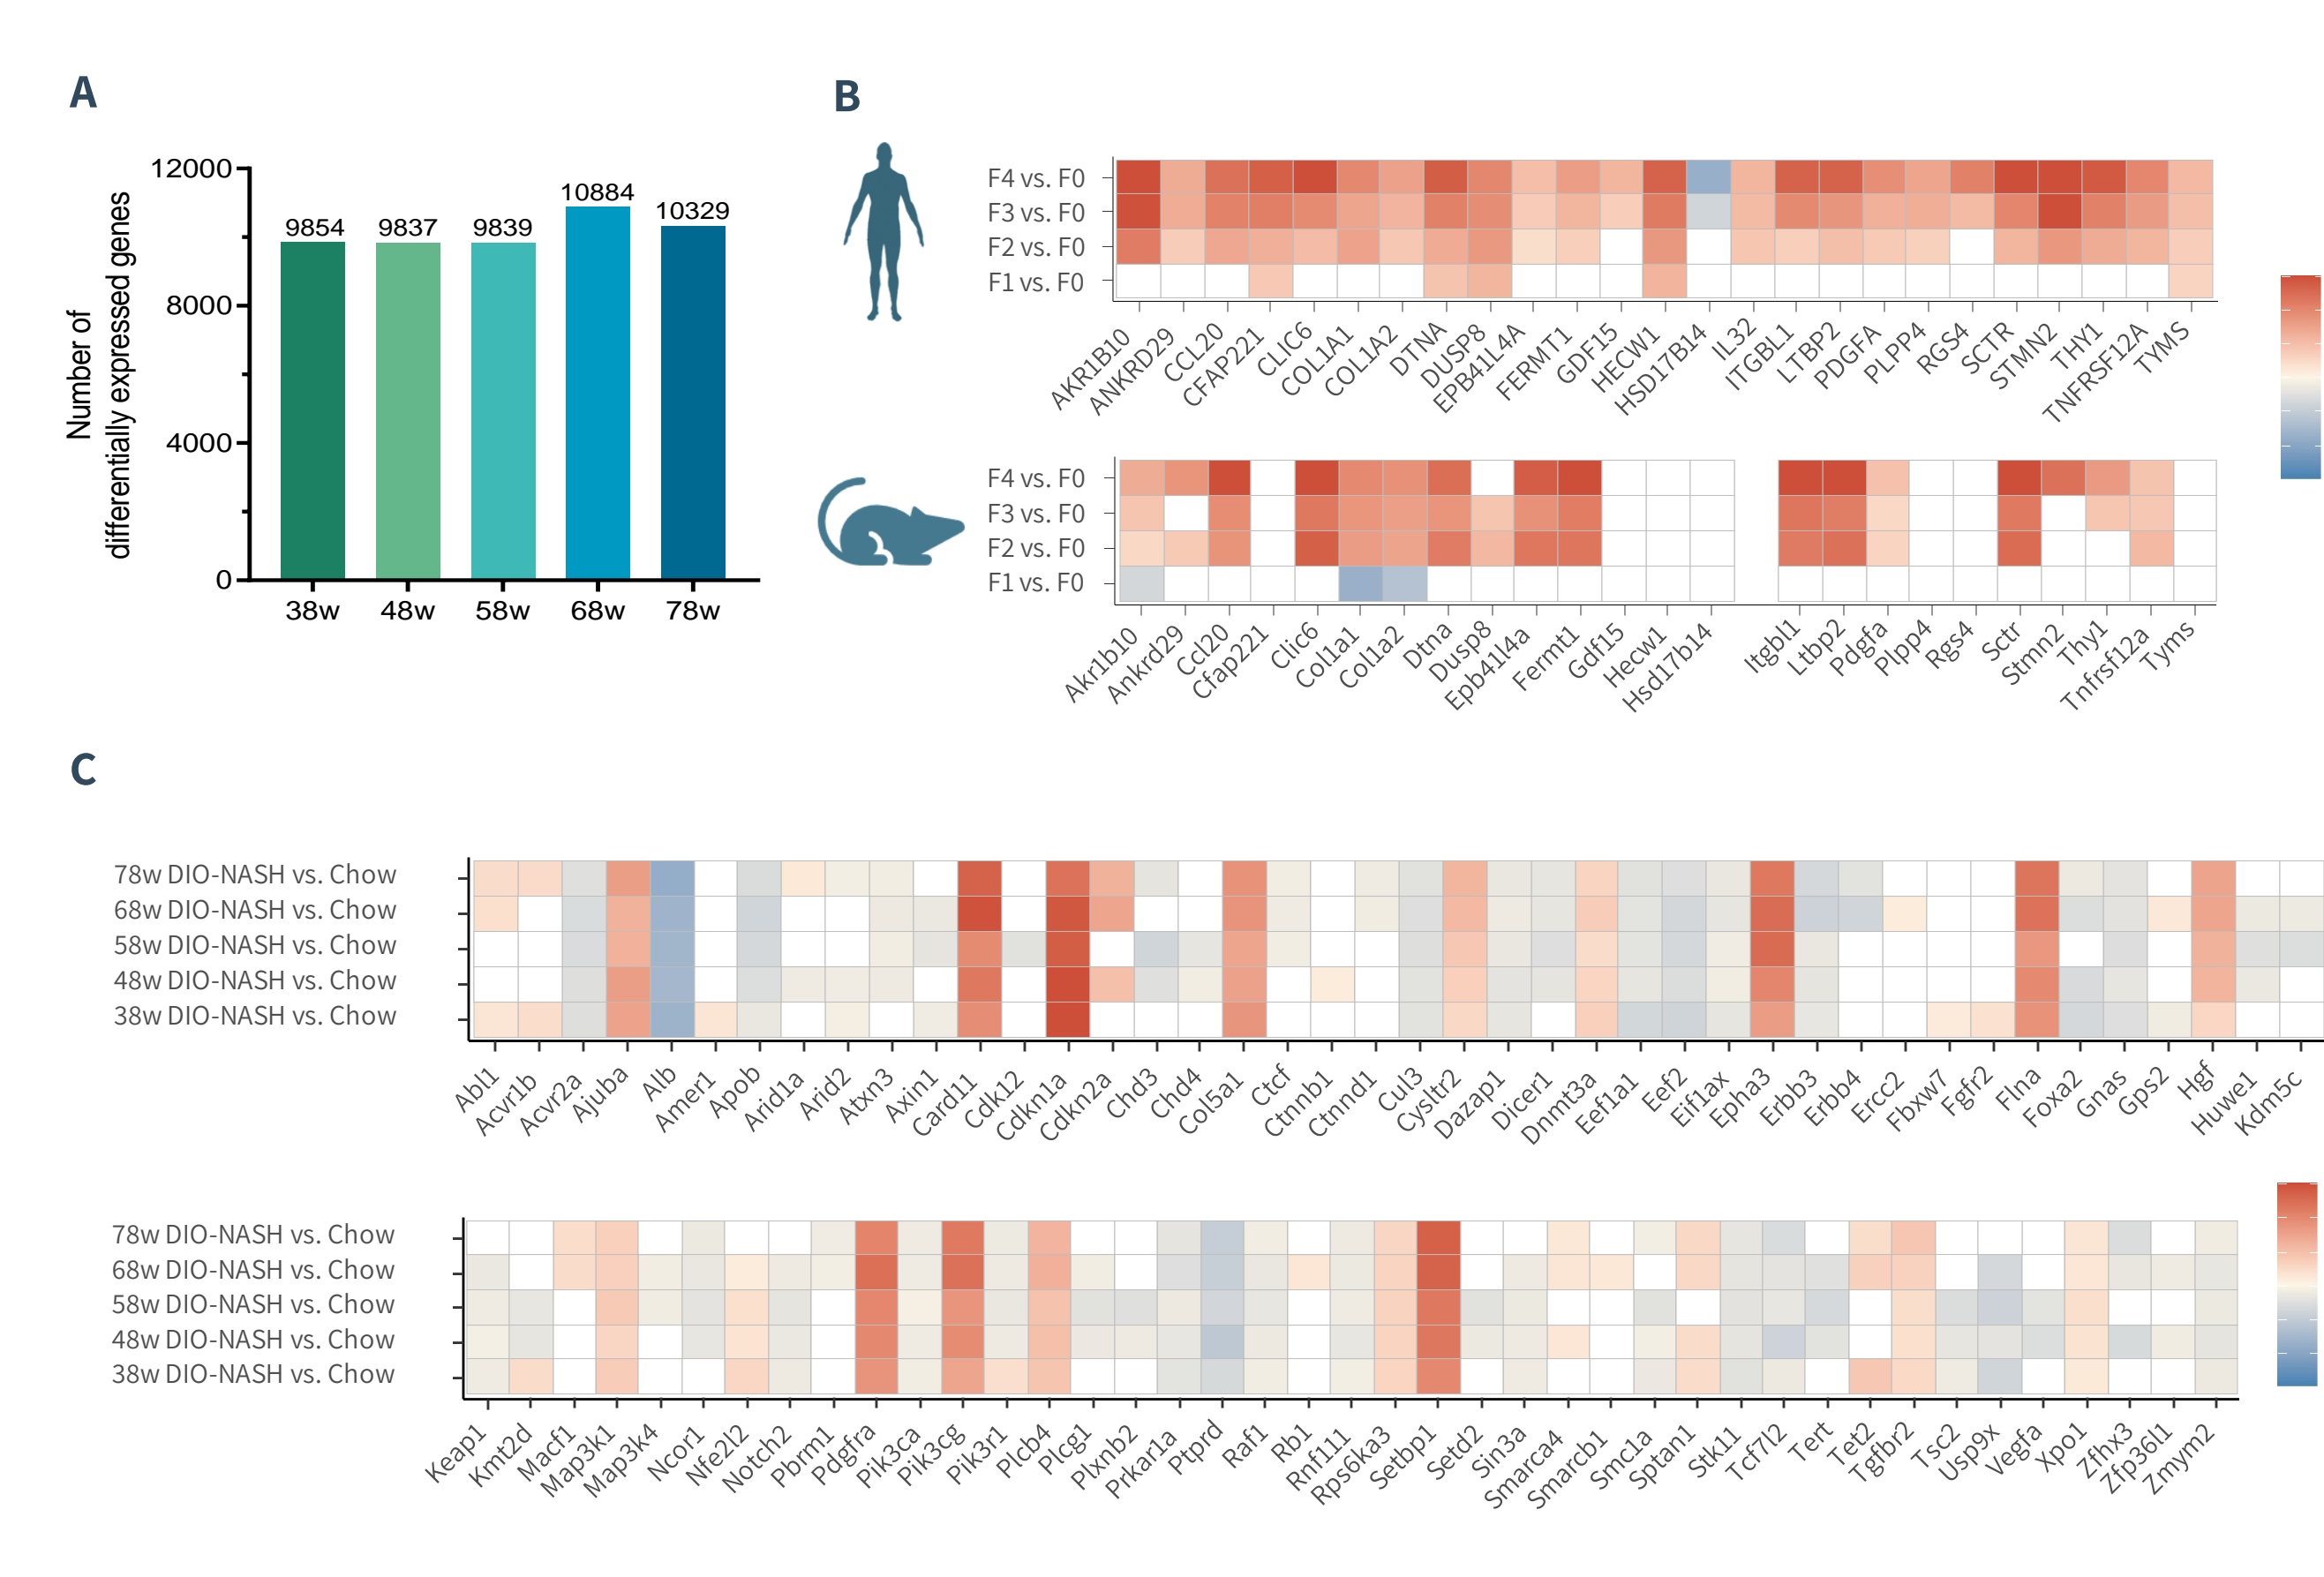 A
Number of
differentially expressed genes
12000
8000
4000
0
9854
9837
9839
10884
10329
38w
48w
58w
68w
78w
B
F4 vs. F0
F3 vs. F0
F2 vs. F0
F1 vs. F0
AKR1B10
ANKRD29
CCL20
CFAP221
CLIC6
COL1A1
COL1A2
DTNA
DUSP8
EPB41L4A
FERMT1
GDF15
HECW1
HSD17B14
IL32
ITGBL1
LTBP2
PDGFA
PLPP4
RGS4
SCTR
STMN2
THY1
TNFRSF12A
TYMS
F4 vs. F0
F3 vs. F0
F2 vs. F0
F1 vs. F0
Akr1b10
Ankrd29
Ccl20
Cfap221
Clic6
Col1a1
Col1a2
Dtna
Dusp8
Epb41l4a
Fermt1
Gdf15
Hecw1
Hsd17b14
Itgbl1
Ltbp2
Pdgfa
Plpp4
Rgs4
Sctr
Stmn2
Thy1
Tnfrsf12a
Tyms
C
78w DIO-NASH vs. Chow
68w DIO-NASH vs. Chow
58w DIO-NASH vs. Chow
48w DIO-NASH vs. Chow
38w DIO-NASH vs. Chow
Abl1
Acvr1b
Acvr2a
Ajuba
Alb
Amer1
Apob
Arid1a
Arid2
Atxn3
Axin1
Card11
Cdk12
Cdkn1a
Cdkn2a
Chd3
Chd4
Col5a1
Ctcf
Ctnnb1
Ctnnd1
Cul3
Cysltr2
Dazap1
Dicer1
Dnmt3a
Eef1a1
Eef2
Eif1ax
Epha3
Erbb3
Erbb4
Ercc2
Fbxw7
Fgfr2
Flna
Foxa2
Gnas
Gps2
Hgf
Huwe1
Kdm5c
78w DIO-NASH vs. Chow
68w DIO-NASH vs. Chow
58w DIO-NASH vs. Chow
48w DIO-NASH vs. Chow
38w DIO-NASH vs. Chow
Keap1
Kmt2d
Macf1
Map3k1
Map3k4
Ncor1
Nfe2l2
Notch2
Pbrm1
Pdgfra
Pik3ca
Pik3cg
Pik3r1
Plcb4
Plcg1
Plxnb2
Prkar1a
Ptprd
Raf1
Rb1
Rnf111
Rps6ka3
Setbp1
Setd2
Sin3a
Smarca4
Smarcb1
Smc1a
Sptan1
Stk11
Tcf7l2
Tert
Tet2
Tgfbr2
Tsc2
Usp9x
Vegfa
Xpo1
Zfhx3
Zfp36l1
Zmym2